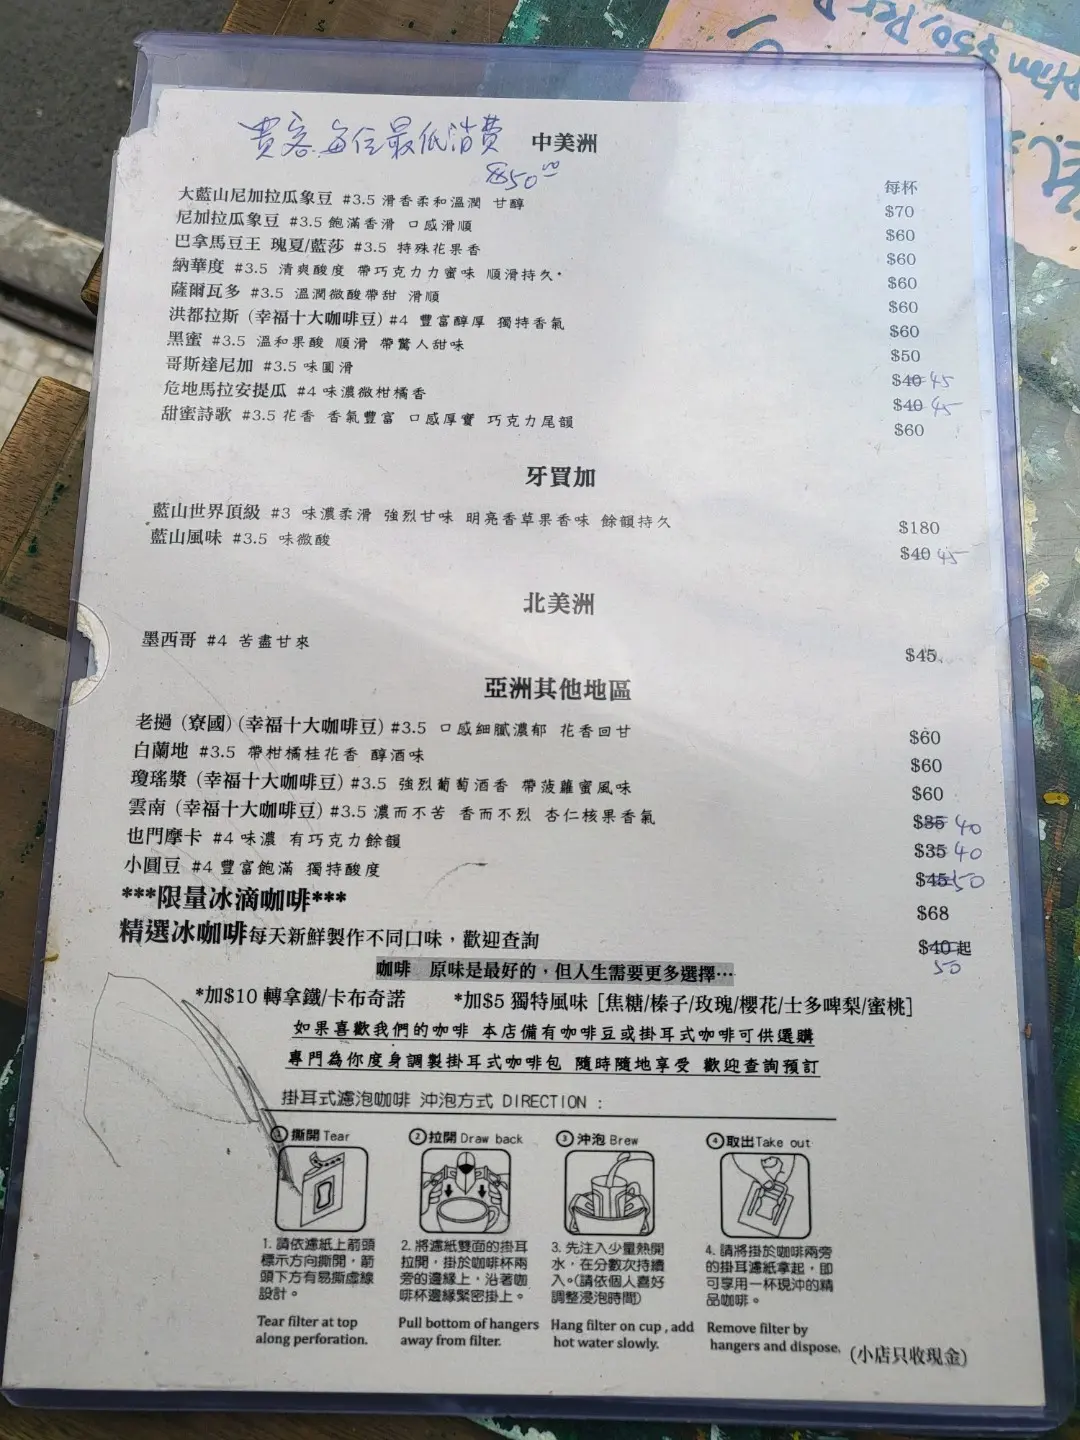 ption $50, Per P
貴客每位最低消費
$50.00
中美洲
每杯
大藍山尼加拉瓜象豆 #3.5 滑香柔和溫潤 甘醇 $70
尼加拉瓜象豆 #3.5 飽滿香滑 口感滑順 $60
巴拿馬豆王 瑰夏/藍莎 #3.5 特殊花果香 $60
納華度 #3.5 清爽酸度 帶巧克力力蜜味 順滑持久 $60
薩爾瓦多 #3.5 溫潤微酸帶甜 滑順 $60
洪都拉斯 (幸福十大咖啡豆) #4 豐富醇厚 獨特香氣 $60
黑蜜 #3.5 溫和果酸 順滑 帶驚人甜味 $50
哥斯達尼加 #3.5 味圓滑 $40 45
危地馬拉安提瓜 #4 味濃微柑橘香 $40 45
甜蜜詩歌 #3.5 花香 香氣豐富 口感厚實 巧克力尾韻 $60
牙買加
藍山世界頂級 #3 味濃柔滑 強烈甘味 明亮香草果香味 餘韻持久 $180
藍山風味 #3.5 味微酸 $40 45
北美洲
墨西哥 #4 苦盡甘來 $45
亞洲其他地區
老撾 (寮國) (幸福十大咖啡豆) #3.5 口感細膩濃郁 花香回甘 $60
白蘭地 #3.5 帶柑橘桂花香 醇酒味 $60
瓊瑤漿 (幸福十大咖啡豆) #3.5 強烈葡萄酒香 帶菠蘿蜜風味 $60
雲南 (幸福十大咖啡豆) #3.5 濃而不苦 香而不烈 杏仁核果香氣 $35 40
也門摩卡 #4 味濃 有巧克力餘韻 $35 40
小圓豆 #4 豐富飽滿 獨特酸度 $45 50
***限量冰滴咖啡*** $68
精選冰咖啡每天新鮮製作不同口味，歡迎查詢 $40起
50
咖啡 原味是最好的，但人生需要更多選擇…
*加$10 轉拿鐵/卡布奇諾 *加$5 獨特風味 [焦糖/榛子/玫瑰/櫻花/士多啤梨/蜜桃]
如果喜歡我們的咖啡 本店備有咖啡豆或掛耳式咖啡可供選購
專門為你度身調製掛耳式咖啡包 隨時隨地享受 歡迎查詢預訂
掛耳式濾泡咖啡 沖泡方式 DIRECTION :
① 撕開 Tear
② 拉開 Draw back
③ 沖泡 Brew
④ 取出 Take out
1. 請依濾紙上箭頭
標示方向撕開，箭
頭下方有易撕虛線
設計。
Tear filter at top
along perforation.
2. 將濾紙雙面的掛耳
拉開，掛於咖啡杯兩
旁的邊緣上，沿著咖
啡杯邊緣緊密掛上。
Pull bottom of hangers
away from filter.
3. 先注入少量熱開
水，在分數次持續
入。(請依個人喜好
調整浸泡時間)
Hang filter on cup, add
hot water slowly.
4. 請將掛於咖啡兩旁
的掛耳濾紙拿起，即
可享用一杯現沖的精
品咖啡。
Remove filter by
hangers and dispose.
(小店只收現金)